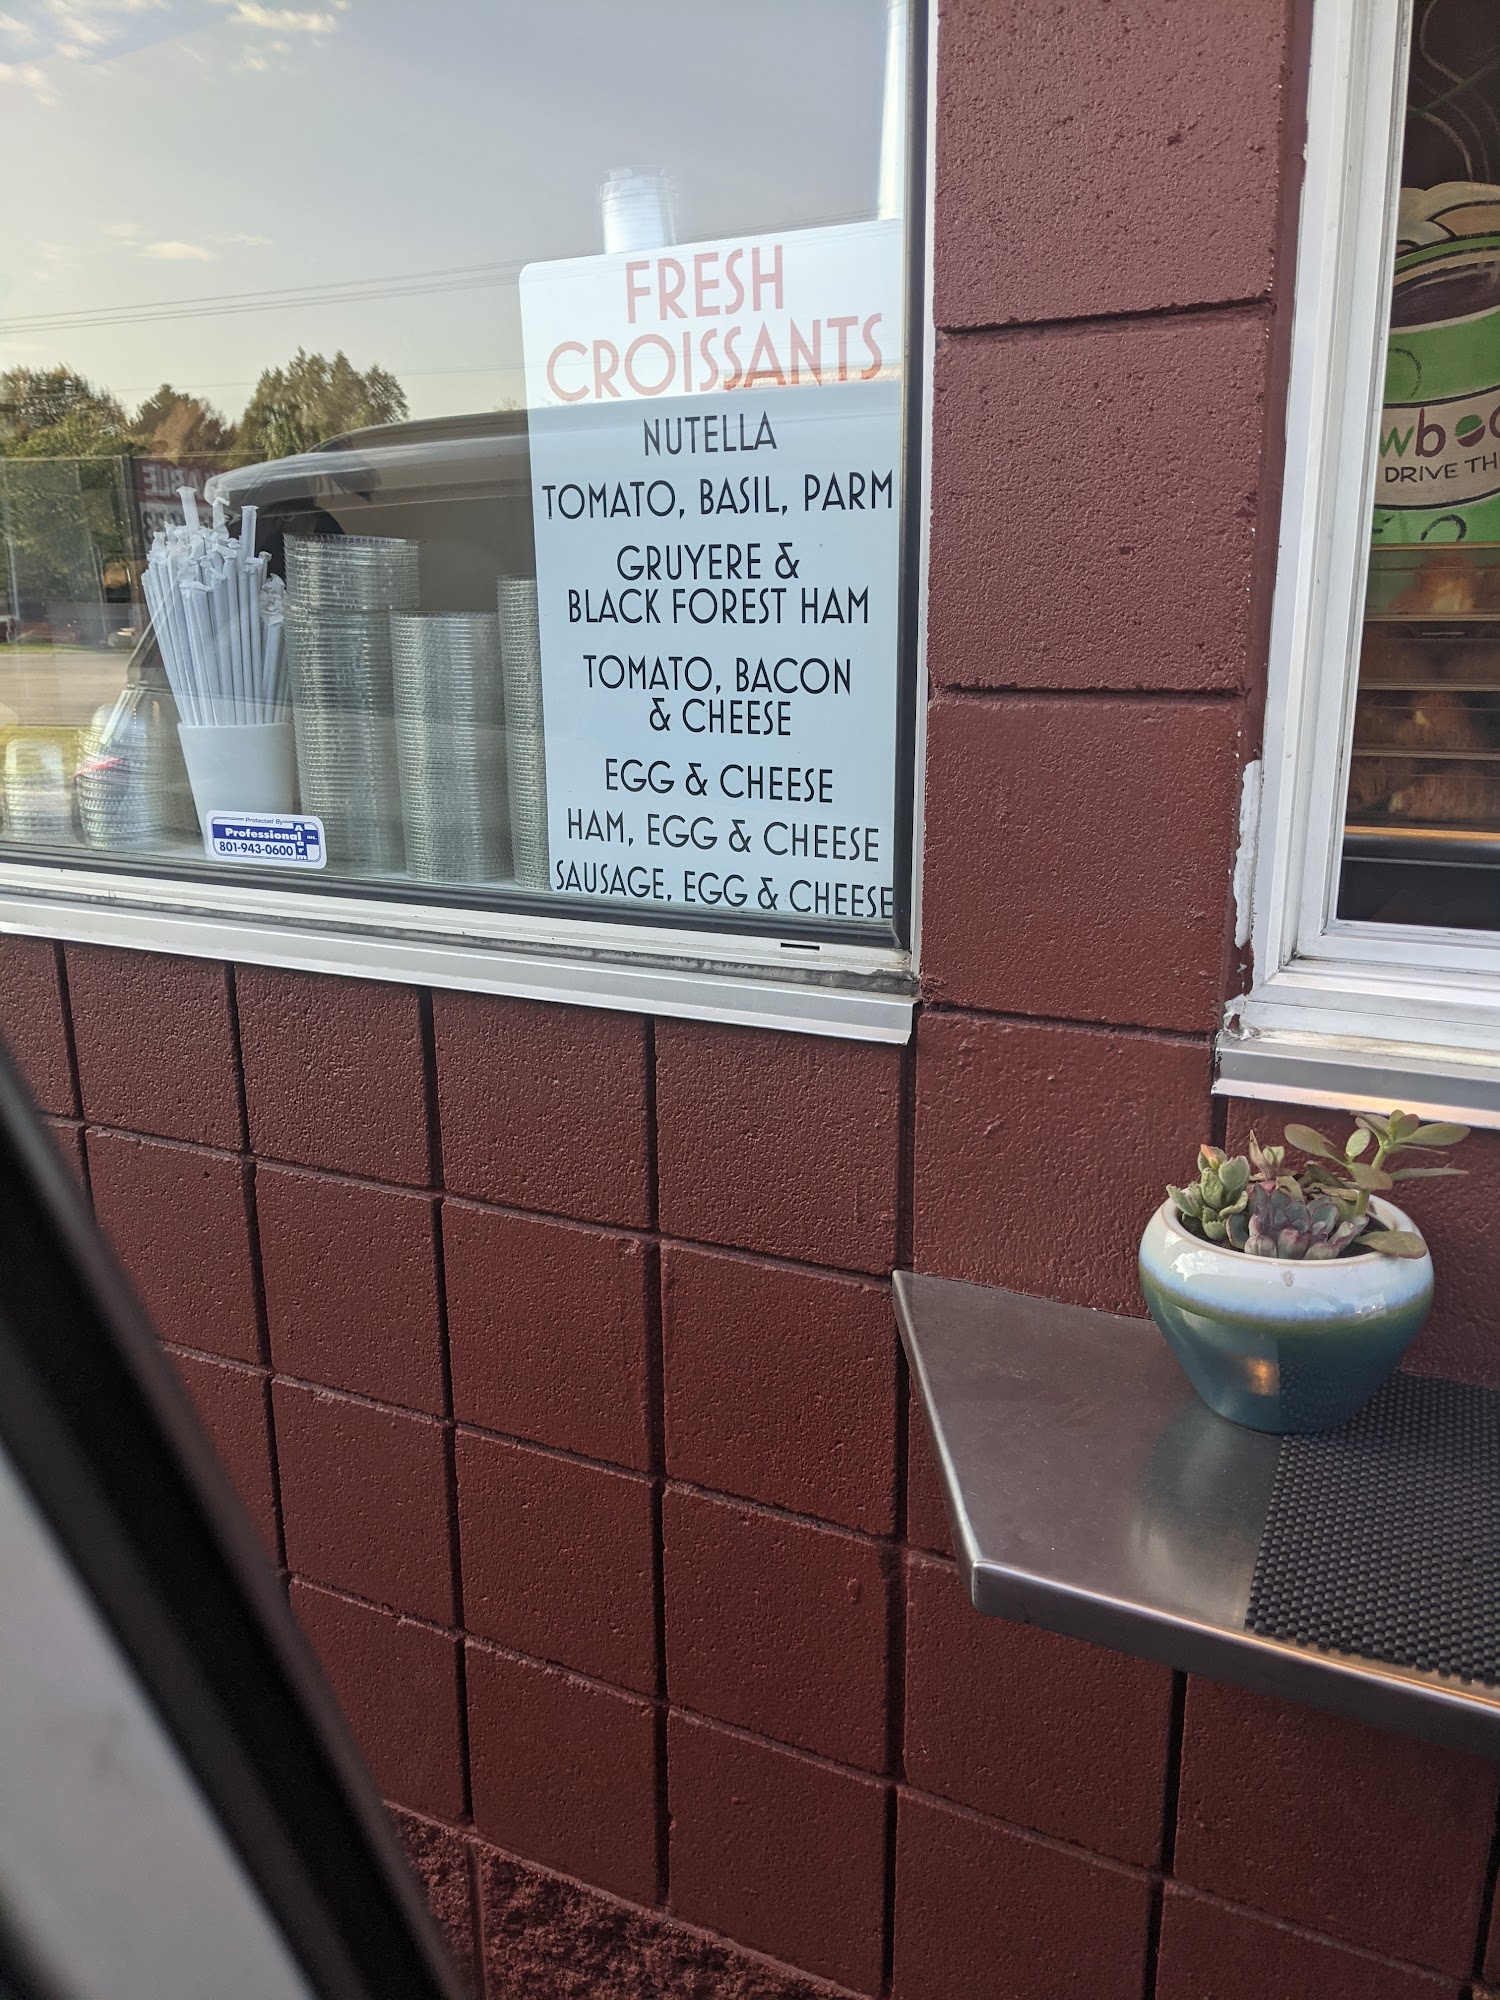 FRESH
CROISSANTS
NUTELLA
TOMATO, BASIL, PARM
GRUYERE &
BLACK FOREST HAM
TOMATO, BACON
& CHEESE
EGG & CHEESE
HAM, EGG & CHEESE
SAUSAGE, EGG & CHEESE
Protected By
Professional
ALARM
801-943-0600
DRIVE